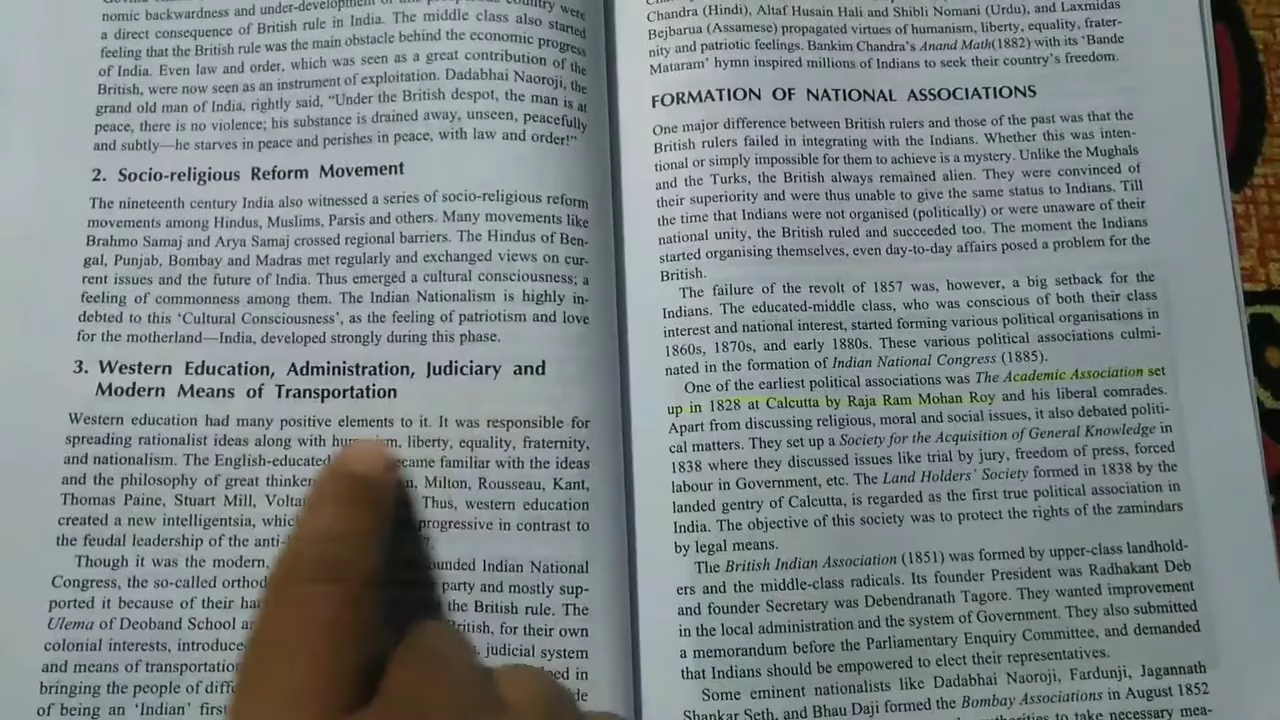 nomic backwardness and under-development of country were
a direct consequence of British rule in India. The middle class also started
feeling that the British rule was the main obstacle behind the economic progress
of India. Even law and order, which was seen as a great contribution of the
British, were now seen as an instrument of exploitation. Dadabhai Naoroji, the
grand old man of India, rightly said, "Under the British despot, the man is at
peace, there is no violence; his substance is drained away, unseen, peacefully
and subtly—he starves in peace and perishes in peace, with law and order!"
2. Socio-religious Reform Movement
The nineteenth century India also witnessed a series of socio-religious reform
movements among Hindus, Muslims, Parsis and others. Many movements like
Brahmo Samaj and Arya Samaj crossed regional barriers. The Hindus of Ben-
gal, Punjab, Bombay and Madras met regularly and exchanged views on cur-
rent issues and the future of India. Thus emerged a cultural consciousness; a
feeling of commonness among them. The Indian Nationalism is highly in-
debted to this 'Cultural Consciousness', as the feeling of patriotism and love
for the motherland—India, developed strongly during this phase.
3. Western Education, Administration, Judiciary and
Modern Means of Transportation
Western education had many positive elements to it. It was responsible for
spreading rationalist ideas along with liberty, equality, fraternity,
and nationalism. The English-educated became familiar with the ideas
and the philosophy of great Milton, Rousseau, Kant,
Thomas Paine, Stuart Mill, Thus, western education
created a new intelligentsia, progressive in contrast to
the feudal leadership of the
Though it was the modern, Indian National
Congress, the so-called party and mostly sup-
ported it because of their the British rule. The
Ulema of Deoband School British, for their own
colonial interests, judicial system
and means of transportation in
bringing the people of
of being an 'Indian'
Chandra (Hindi), Altaf Husain Hali and Shibli Nomani (Urdu), and Laxmidas
Bejbarua (Assamese) propagated virtues of humanism, liberty, equality, frater-
nity and patriotic feelings. Bankim Chandra's Anand Math(1882) with its 'Bande
Mataram' hymn inspired millions of Indians to seek their country's freedom.
FORMATION OF NATIONAL ASSOCIATIONS
One major difference between British rulers and those of the past was that the
British rulers failed in integrating with the Indians. Whether this was inten-
tional or simply impossible for them to achieve is a mystery. Unlike the Mughals
and the Turks, the British always remained alien. They were convinced of
their superiority and were thus unable to give the same status to Indians. Till
the time that Indians were not organised (politically) or were unaware of their
national unity, the British ruled and succeeded too. The moment the Indians
started organising themselves, even day-to-day affairs posed a problem for the
British.
The failure of the revolt of 1857 was, however, a big setback for the
Indians. The educated-middle class, who was conscious of both their class
interest and national interest, started forming various political organisations in
1860s, 1870s, and early 1880s. These various political associations culmi-
nated in the formation of Indian National Congress (1885).
One of the earliest political associations was The Academic Association set
up in 1828 at Calcutta by Raja Ram Mohan Roy and his liberal comrades.
Apart from discussing religious, moral and social issues, it also debated politi-
cal matters. They set up a Society for the Acquisition of General Knowledge in
1838 where they discussed issues like trial by jury, freedom of press, forced
labour in Government, etc. The Land Holders' Society formed in 1838 by the
landed gentry of Calcutta, is regarded as the first true political association in
India. The objective of this society was to protect the rights of the zamindars
by legal means.
The British Indian Association (1851) was formed by upper-class landhold-
ers and the middle-class radicals. Its founder President was Radhakant Deb
and founder Secretary was Debendranath Tagore. They wanted improvement
in the local administration and the system of Government. They also submitted
a memorandum before the Parliamentary Enquiry Committee, and demanded
that Indians should be empowered to elect their representatives.
Some eminent nationalists like Dadabhai Naoroji, Fardunji, Jagannath
Shankar Seth, and Bhau Daji formed the Bombay Associations in August 1852
to take necessary mea-